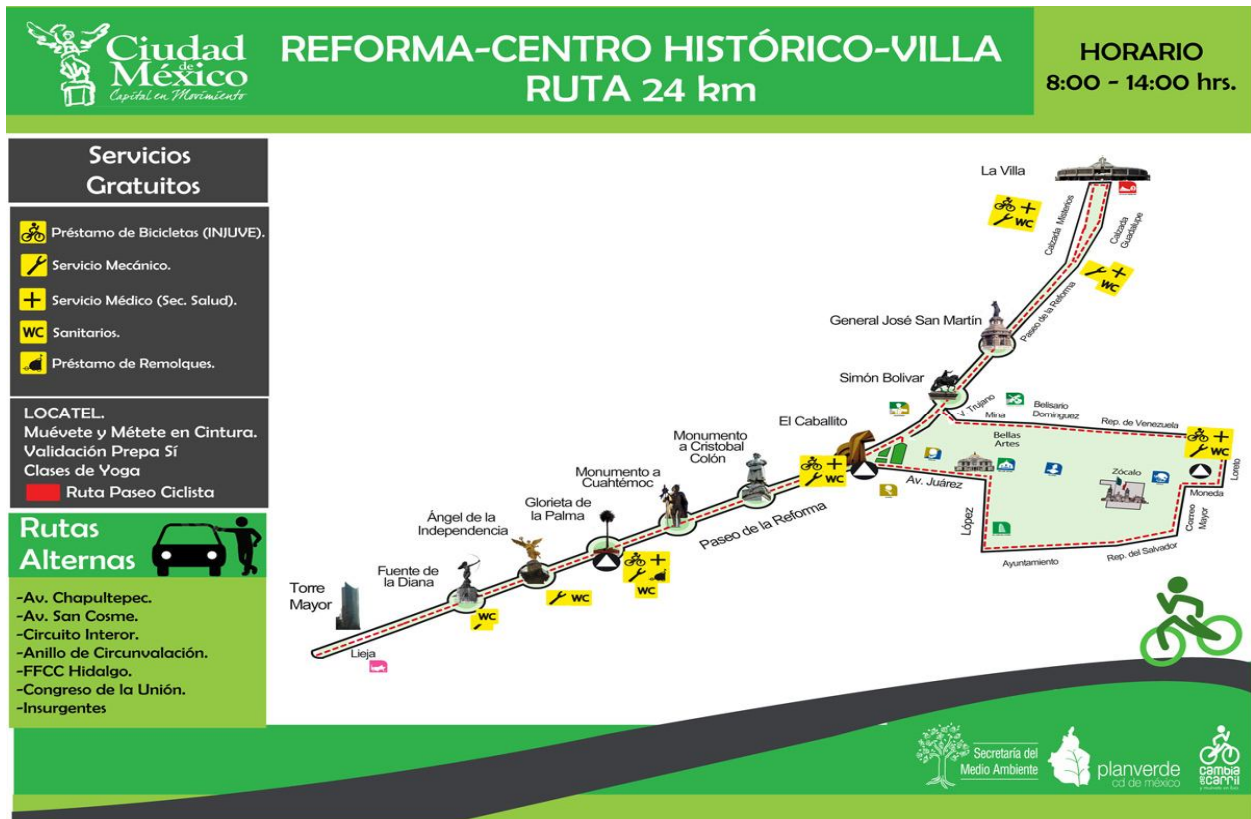 Ciudad
de
México
Capital en Movimiento
REFORMA-CENTRO HISTÓRICO-VILLA
RUTA 24 km
HORARIO
8:00 - 14:00 hrs.
Servicios
Gratuitos
Préstamo de Bicicletas (INJUVE).
Servicio Mecánico.
Servicio Médico (Sec. Salud).
WC
Sanitarios.
Préstamo de Remolques.
LOCATEL.
Muévete y Métete en Cintura.
Validación Prepa Sí
Clases de Yoga
Ruta Paseo Ciclista
Rutas
Alternas
-Av. Chapultepec.
-Av. San Cosme.
-Circuito Interor.
-Anillo de Circunvalación.
-FFCC Hidalgo.
-Congreso de la Unión.
-Insurgentes
La Villa
WC
Calzada Misterios
Calzada
Guadalupe
WC
Paseo de la Reforma
General José San Martín
Simón Bolivar
V. Trujano
Mina
Belisario
Dominguez
Rep. de Venezuela
WC
El Caballito
Bellas
Artes
Zócalo
Loreto
Moneda
Correo
Mayor
Av. Juárez
López
Ayuntamiento
Rep. del Salvador
Monumento
a Cristobal
Colón
WC
Monumento a
Cuahtémoc
Paseo de la Reforma
Glorieta de
la Palma
WC
Ángel de la
Independencia
WC
Fuente de
la Diana
WC
Torre
Mayor
Lieja
Secretaría del
Medio Ambiente
planverde
cd de méxico
cambia
de carril